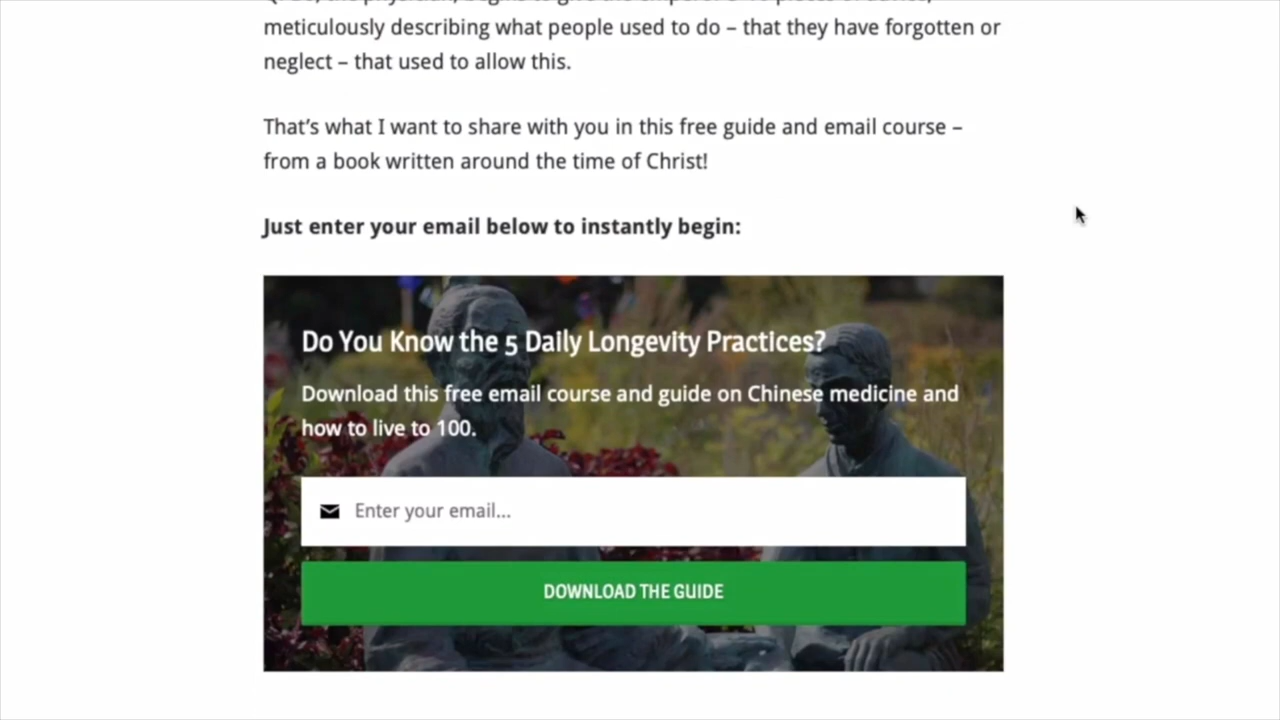 meticulously describing what people used to do – that they have forgotten or
neglect – that used to allow this.
That's what I want to share with you in this free guide and email course –
from a book written around the time of Christ!
Just enter your email below to instantly begin:
Do You Know the 5 Daily Longevity Practices?
Download this free email course and guide on Chinese medicine and
how to live to 100.
Enter your email...
DOWNLOAD THE GUIDE